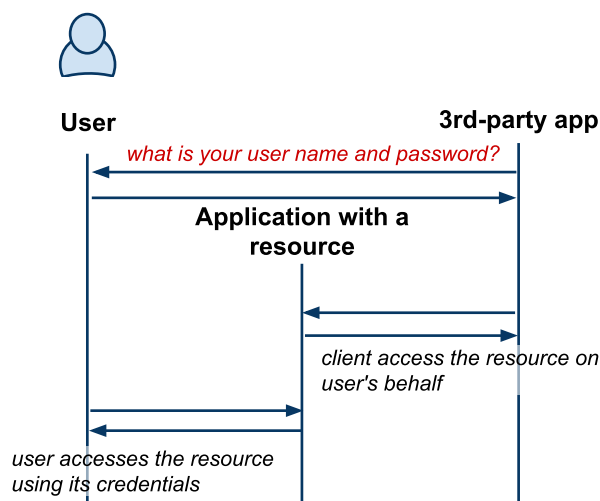 User
3rd-party app
what is your user name and password?
Application with a
resource
client access the resource on
user's behalf
user accesses the resource
using its credentials